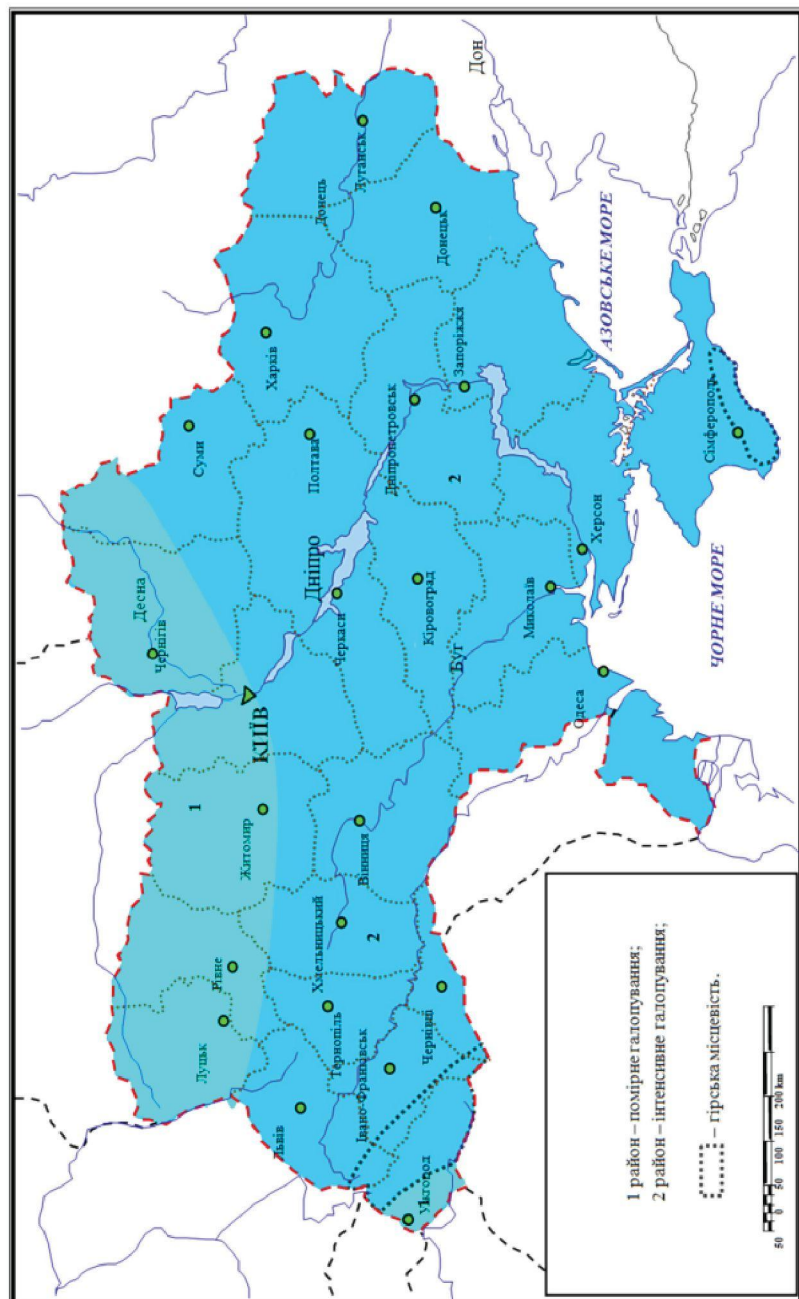 Дон
Луганськ
Донець
Донецьк
Харків
АЗОВСЬКЕ МОРЕ
Запоріжжя
Суми
Полтава
Дніпропетровськ
2
Сімферополь
Десна
Чернігів
Дніпро
Черкаси
Кіровоград
Херсон
Миколаїв
ЧОРНЕ МОРЕ
КІЇВ
Буг
Одеса
1
Житомир
Вінниця
Хмельницький
2
Рівне
Луцьк
Тернопіль
Чернівці
Івано-Франківськ
Львів
Ужгород
1
1 район – помірне галопування;
2 район – інтенсивне галопування;
– гірська місцевість.
50 0 50 100 150 200 km